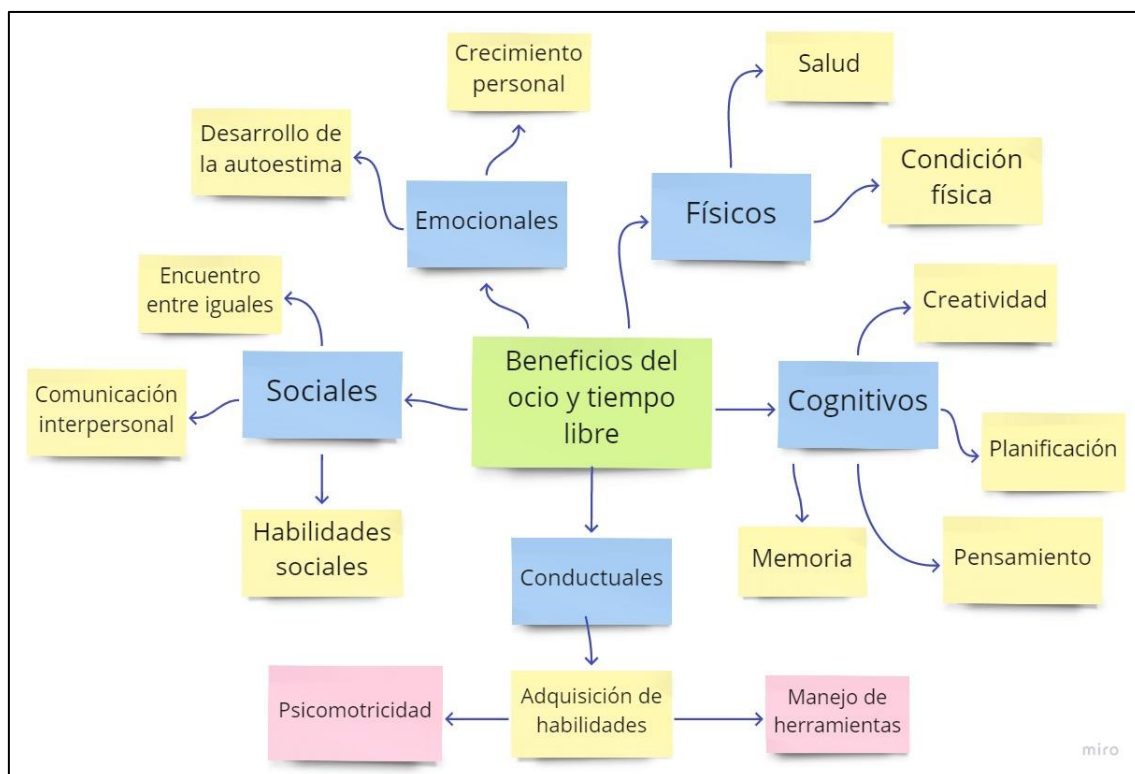 Crecimiento
personal
Salud
Desarrollo de
la autoestima
Condición
física
Emocionales
Físicos
Encuentro
entre iguales
Creatividad
Beneficios del
ocio y tiempo
libre
Sociales
Cognitivos
Comunicación
interpersonal
Planificación
Habilidades
sociales
Memoria
Pensamiento
Conductuales
Psicomotricidad
Adquisición de
habilidades
Manejo de
herramientas
miro